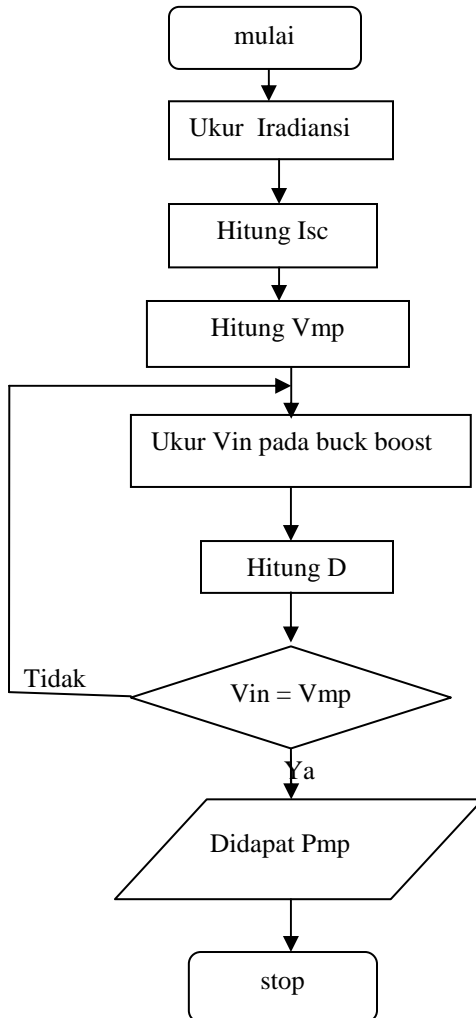 mulai
Ukur Iradiansi
Hitung Isc
Hitung Vmp
Ukur Vin pada buck boost
Hitung D
Tidak
Vin = Vmp
Ya
Didapat Pmp
stop